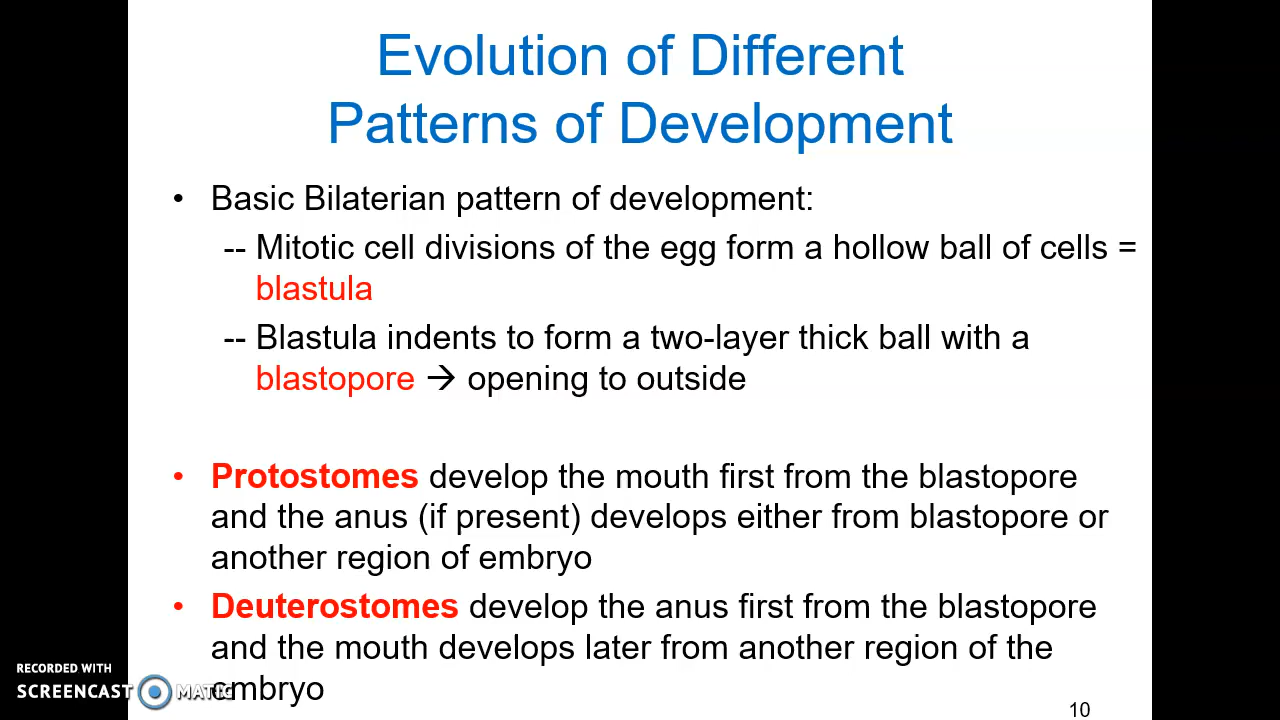 Evolution of Different
Patterns of Development
• Basic Bilaterian pattern of development:
-- Mitotic cell divisions of the egg form a hollow ball of cells =
blastula
-- Blastula indents to form a two-layer thick ball with a
blastopore → opening to outside
• Protostomes develop the mouth first from the blastopore
and the anus (if present) develops either from blastopore or
another region of embryo
• Deuterostomes develop the anus first from the blastopore
and the mouth develops later from another region of the
embryo
RECORDED WITH
SCREENCAST MATIC
10